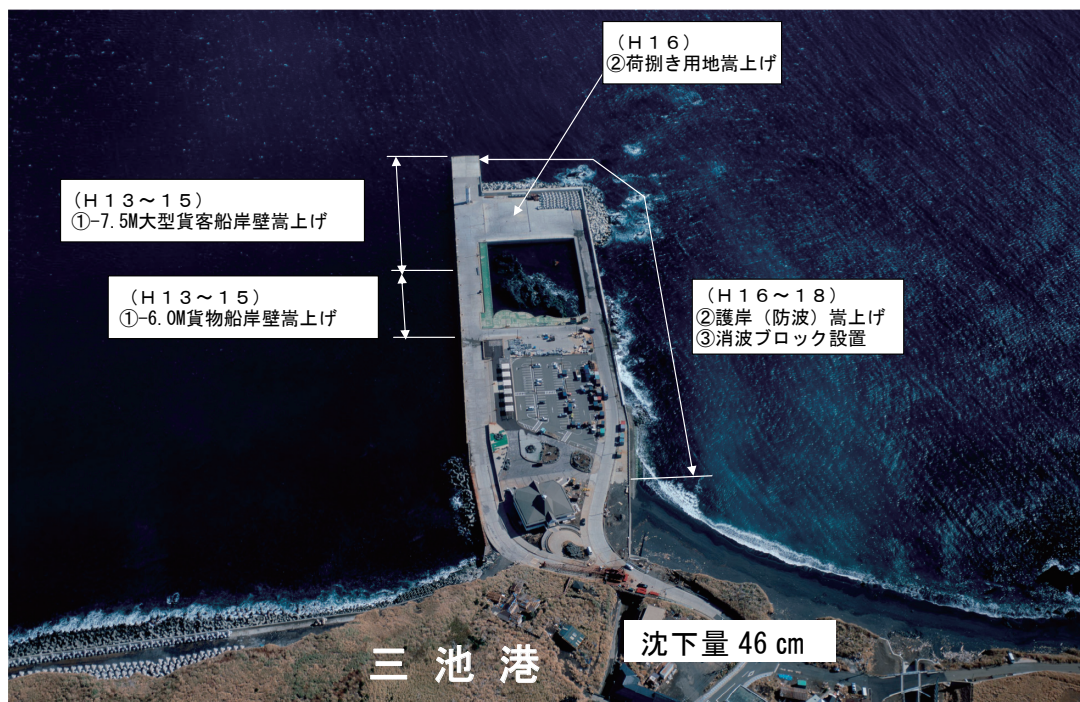 （Ｈ１６）
②荷捌き用地嵩上げ
（Ｈ１３～１５）
①-7.5M大型貨客船岸壁嵩上げ
（Ｈ１３～１５）
①-6.0M貨物船岸壁嵩上げ
（Ｈ１６～１８）
②護岸（防波）嵩上げ
③消波ブロック設置
沈下量 46 ㎝
三 池 港